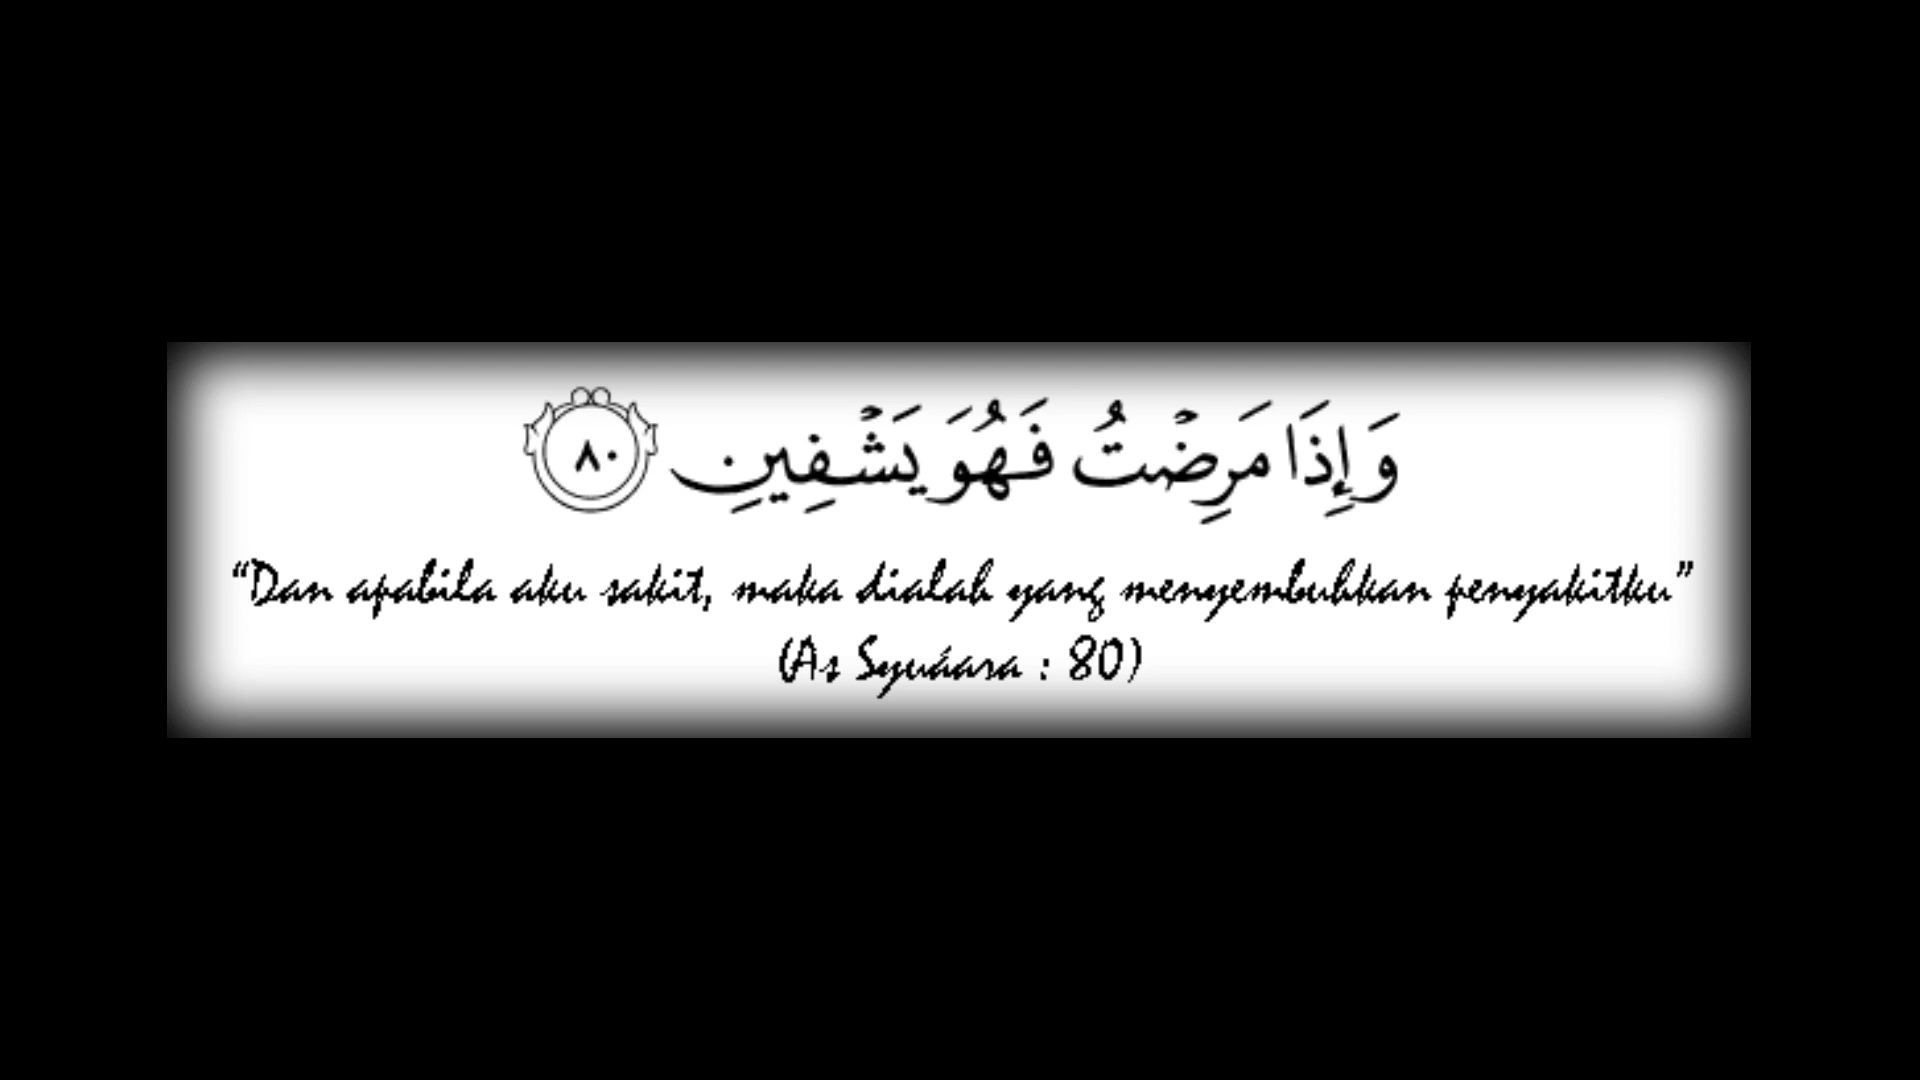 وَإِذَا مَرِضْتُ فَهُوَ يَشْفِينِ ٨٠
“Dan apabila aku sakit, maka dialah yang menyembuhkan penyakitku”
(As Syuáara : 80)